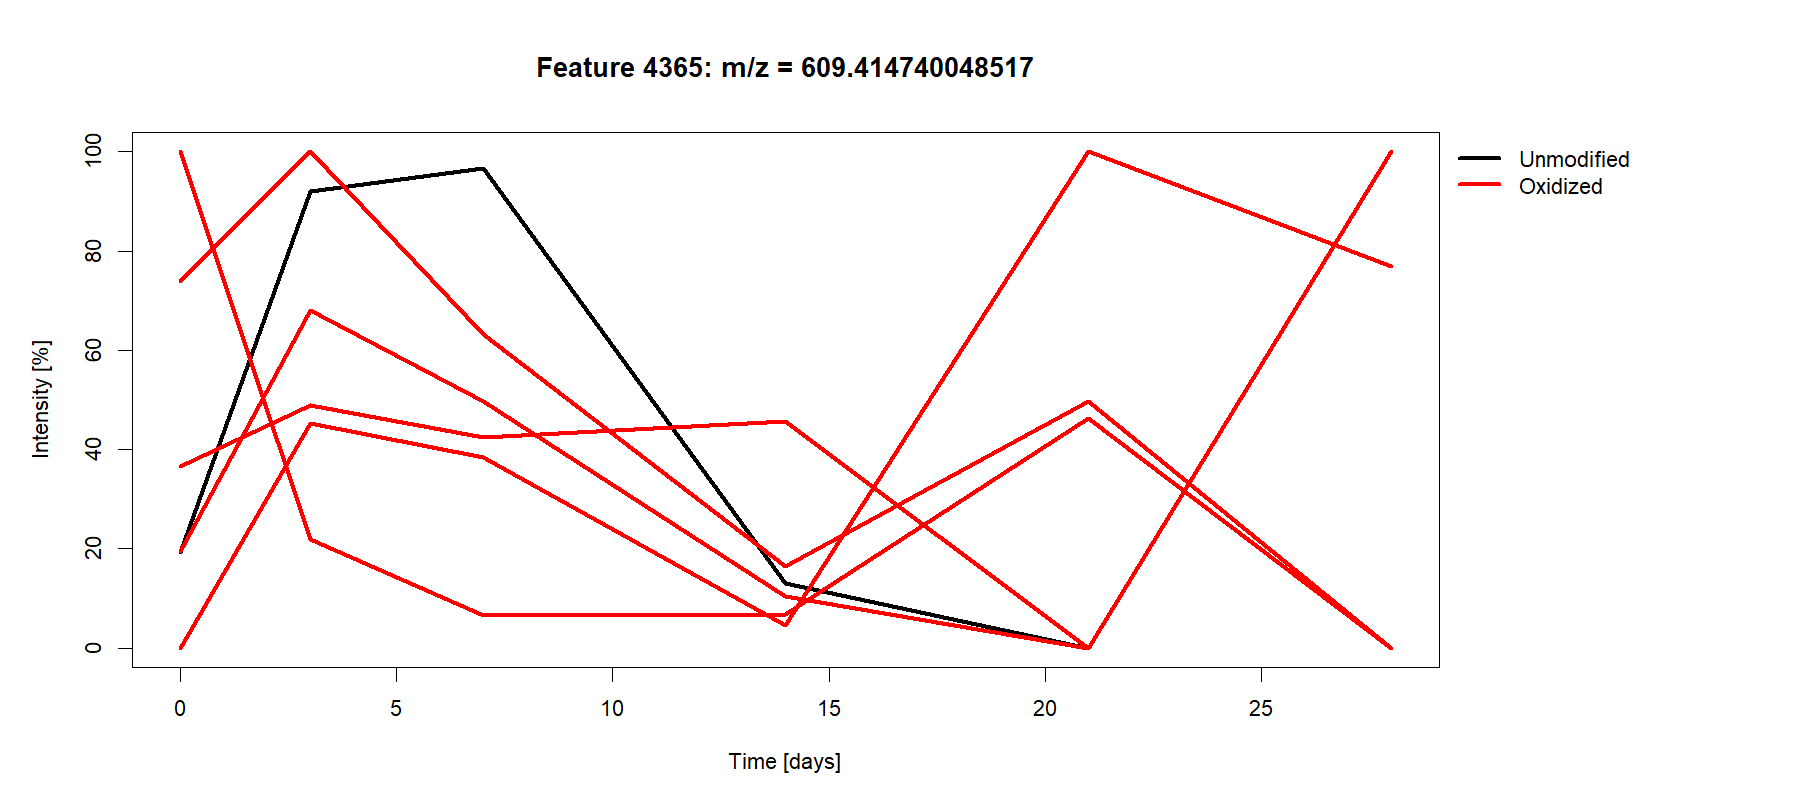 Feature 4365: m/z = 609.414740048517
Unmodified
Oxidized
100
80
60
40
20
0
Intensity [%]
0 5 10 15 20 25
Time [days]